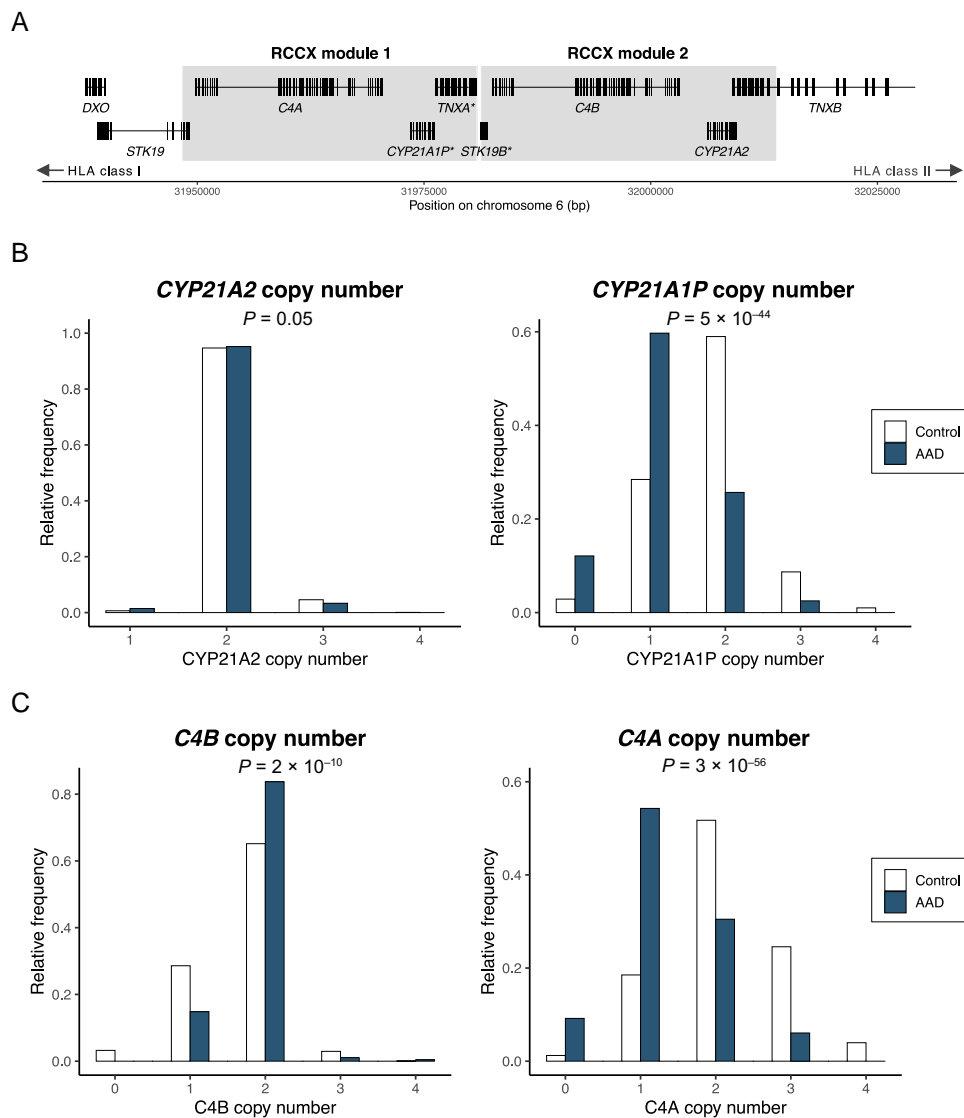 A
RCCX module 1 RCCX module 2
DXO C4A TNXA* C4B TNXB
STK19 CYP21A1P* STK19B* CYP21A2
HLA class I HLA class II
31950000 31975000 32000000 32025000
Position on chromosome 6 (bp)
B
CYP21A2 copy number
P = 0.05
Relative frequency
1.0
0.8
0.6
0.4
0.2
0.0
1 2 3 4
CYP21A2 copy number
CYP21A1P copy number
P = 5 × 10⁻⁴⁴
Relative frequency
0.6
0.4
0.2
0.0
0 1 2 3 4
CYP21A1P copy number
Control
AAD
C
C4B copy number
P = 2 × 10⁻¹⁰
Relative frequency
0.8
0.6
0.4
0.2
0.0
0 1 2 3 4
C4B copy number
C4A copy number
P = 3 × 10⁻⁵⁶
Relative frequency
0.6
0.4
0.2
0.0
0 1 2 3 4
C4A copy number
Control
AAD